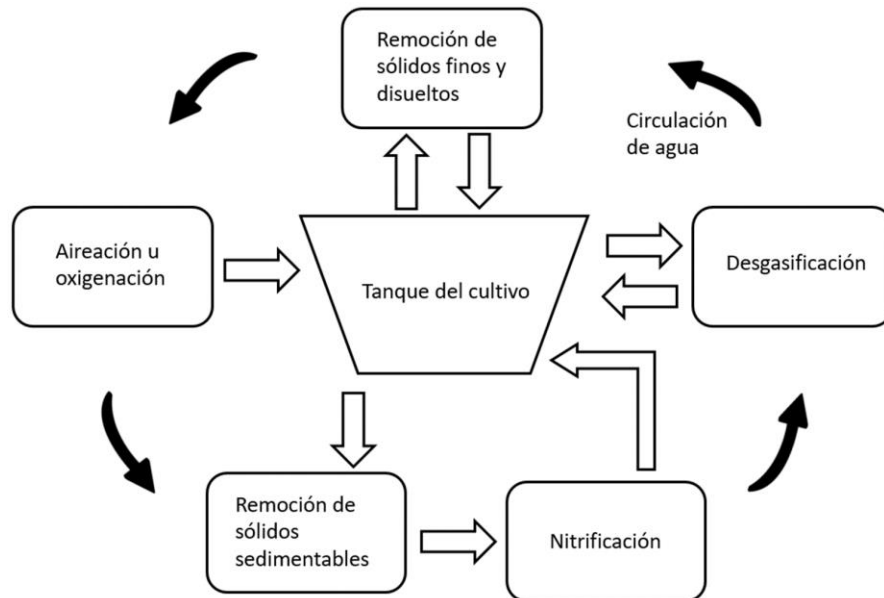 Remoción de
sólidos finos y
disueltos
Circulación
de agua
Aireación u
oxigenación
Tanque del cultivo
Desgasificación
Remoción de
sólidos
sedimentables
Nitrificación